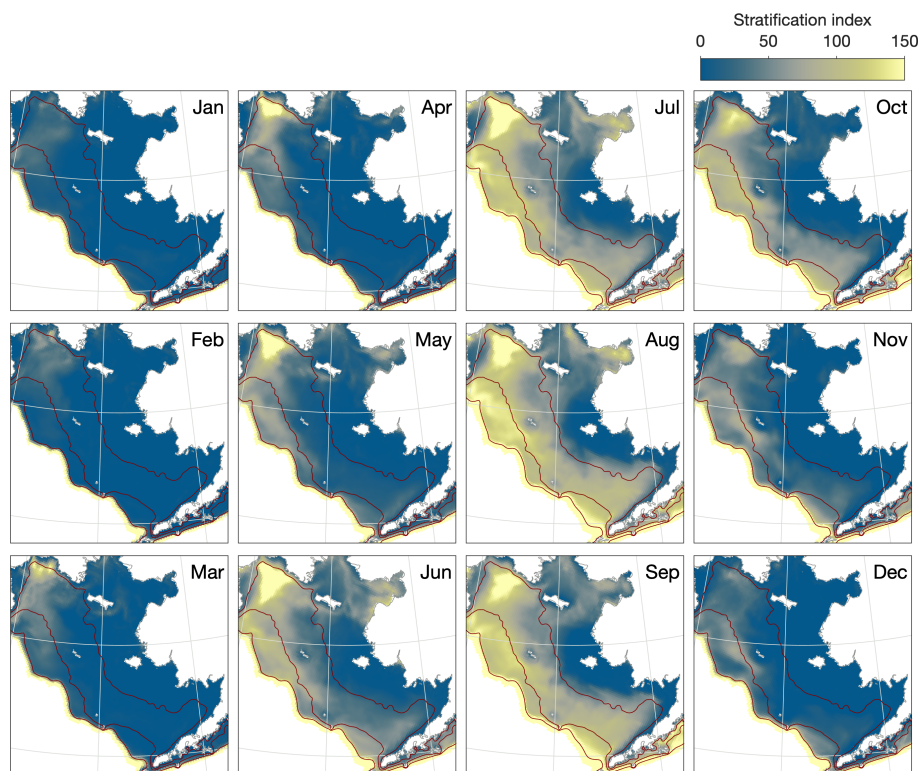 Stratification index
0 50 100 150
Jan Apr Jul Oct
Feb May Aug Nov
Mar Jun Sep Dec